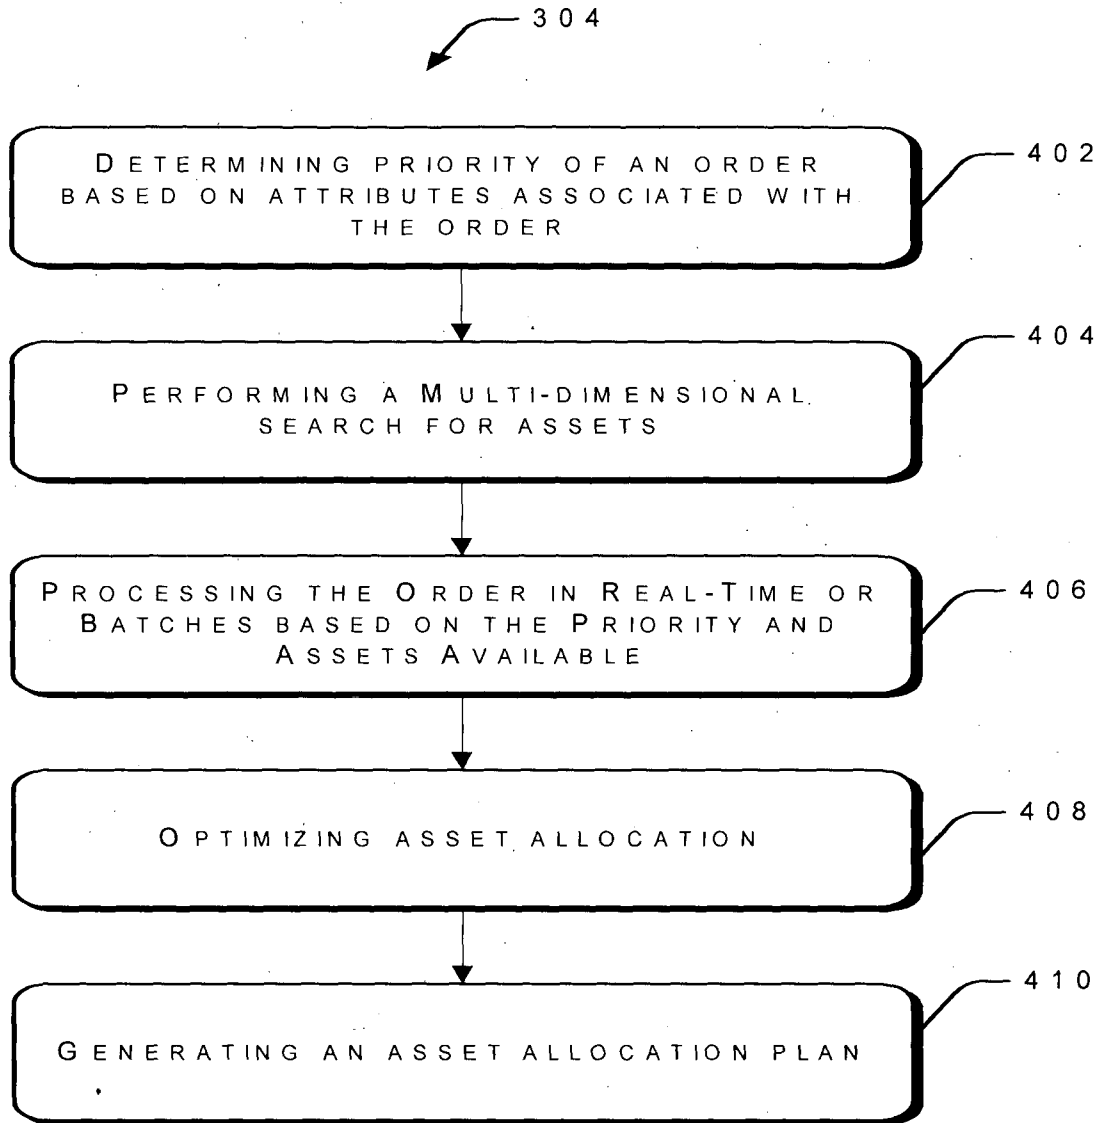 304
DETERMINING PRIORITY OF AN ORDER
BASED ON ATTRIBUTES ASSOCIATED WITH
THE ORDER
402
PERFORMING A MULTI-DIMENSIONAL
SEARCH FOR ASSETS
404
PROCESSING THE ORDER IN REAL-TIME OR
BATCHES BASED ON THE PRIORITY AND
ASSETS AVAILABLE
406
OPTIMIZING ASSET ALLOCATION
408
GENERATING AN ASSET ALLOCATION PLAN
410